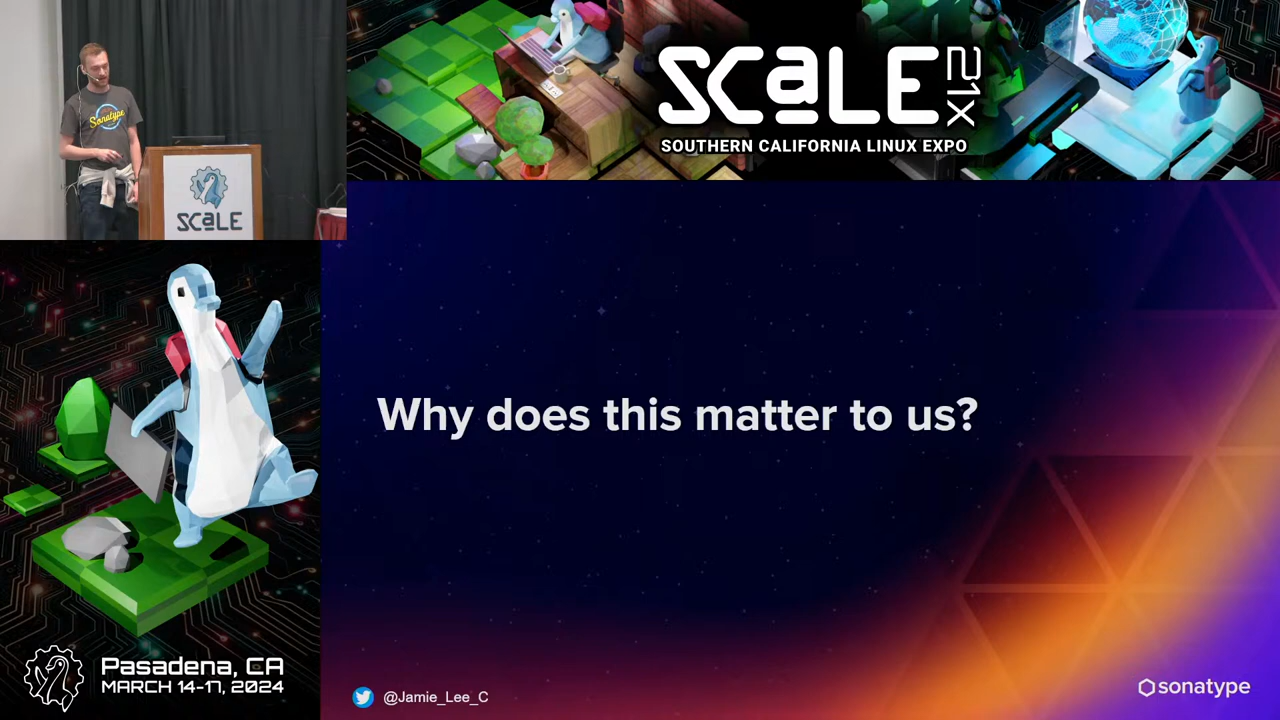 Sonatype
SCALE
SCaLE 21x
SOUTHERN CALIFORNIA LINUX EXPO
Why does this matter to us?
Pasadena, CA
MARCH 14-17, 2024
@Jamie_Lee_C
sonatype